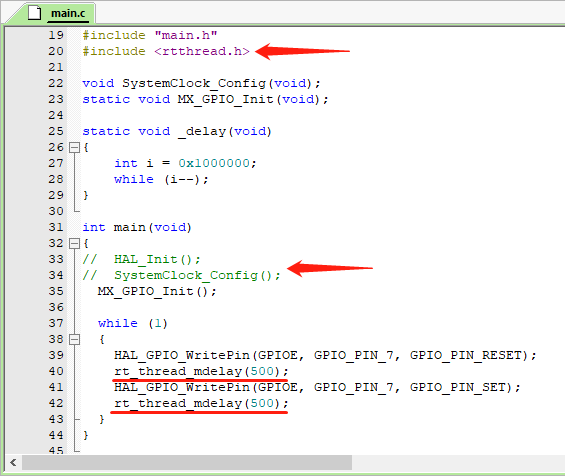 main.c
19 #include "main.h"
20 #include <rtthread.h>
21
22 void SystemClock_Config(void);
23 static void MX_GPIO_Init(void);
24
25 static void _delay(void)
26 {
27     int i = 0x1000000;
28     while (i--);
29 }
30
31 int main(void)
32 {
33 //  HAL_Init();
34 //  SystemClock_Config();
35   MX_GPIO_Init();
36
37   while (1)
38   {
39     HAL_GPIO_WritePin(GPIOE, GPIO_PIN_7, GPIO_PIN_RESET);
40     rt_thread_mdelay(500);
41     HAL_GPIO_WritePin(GPIOE, GPIO_PIN_7, GPIO_PIN_SET);
42     rt_thread_mdelay(500);
43   }
44 }
45